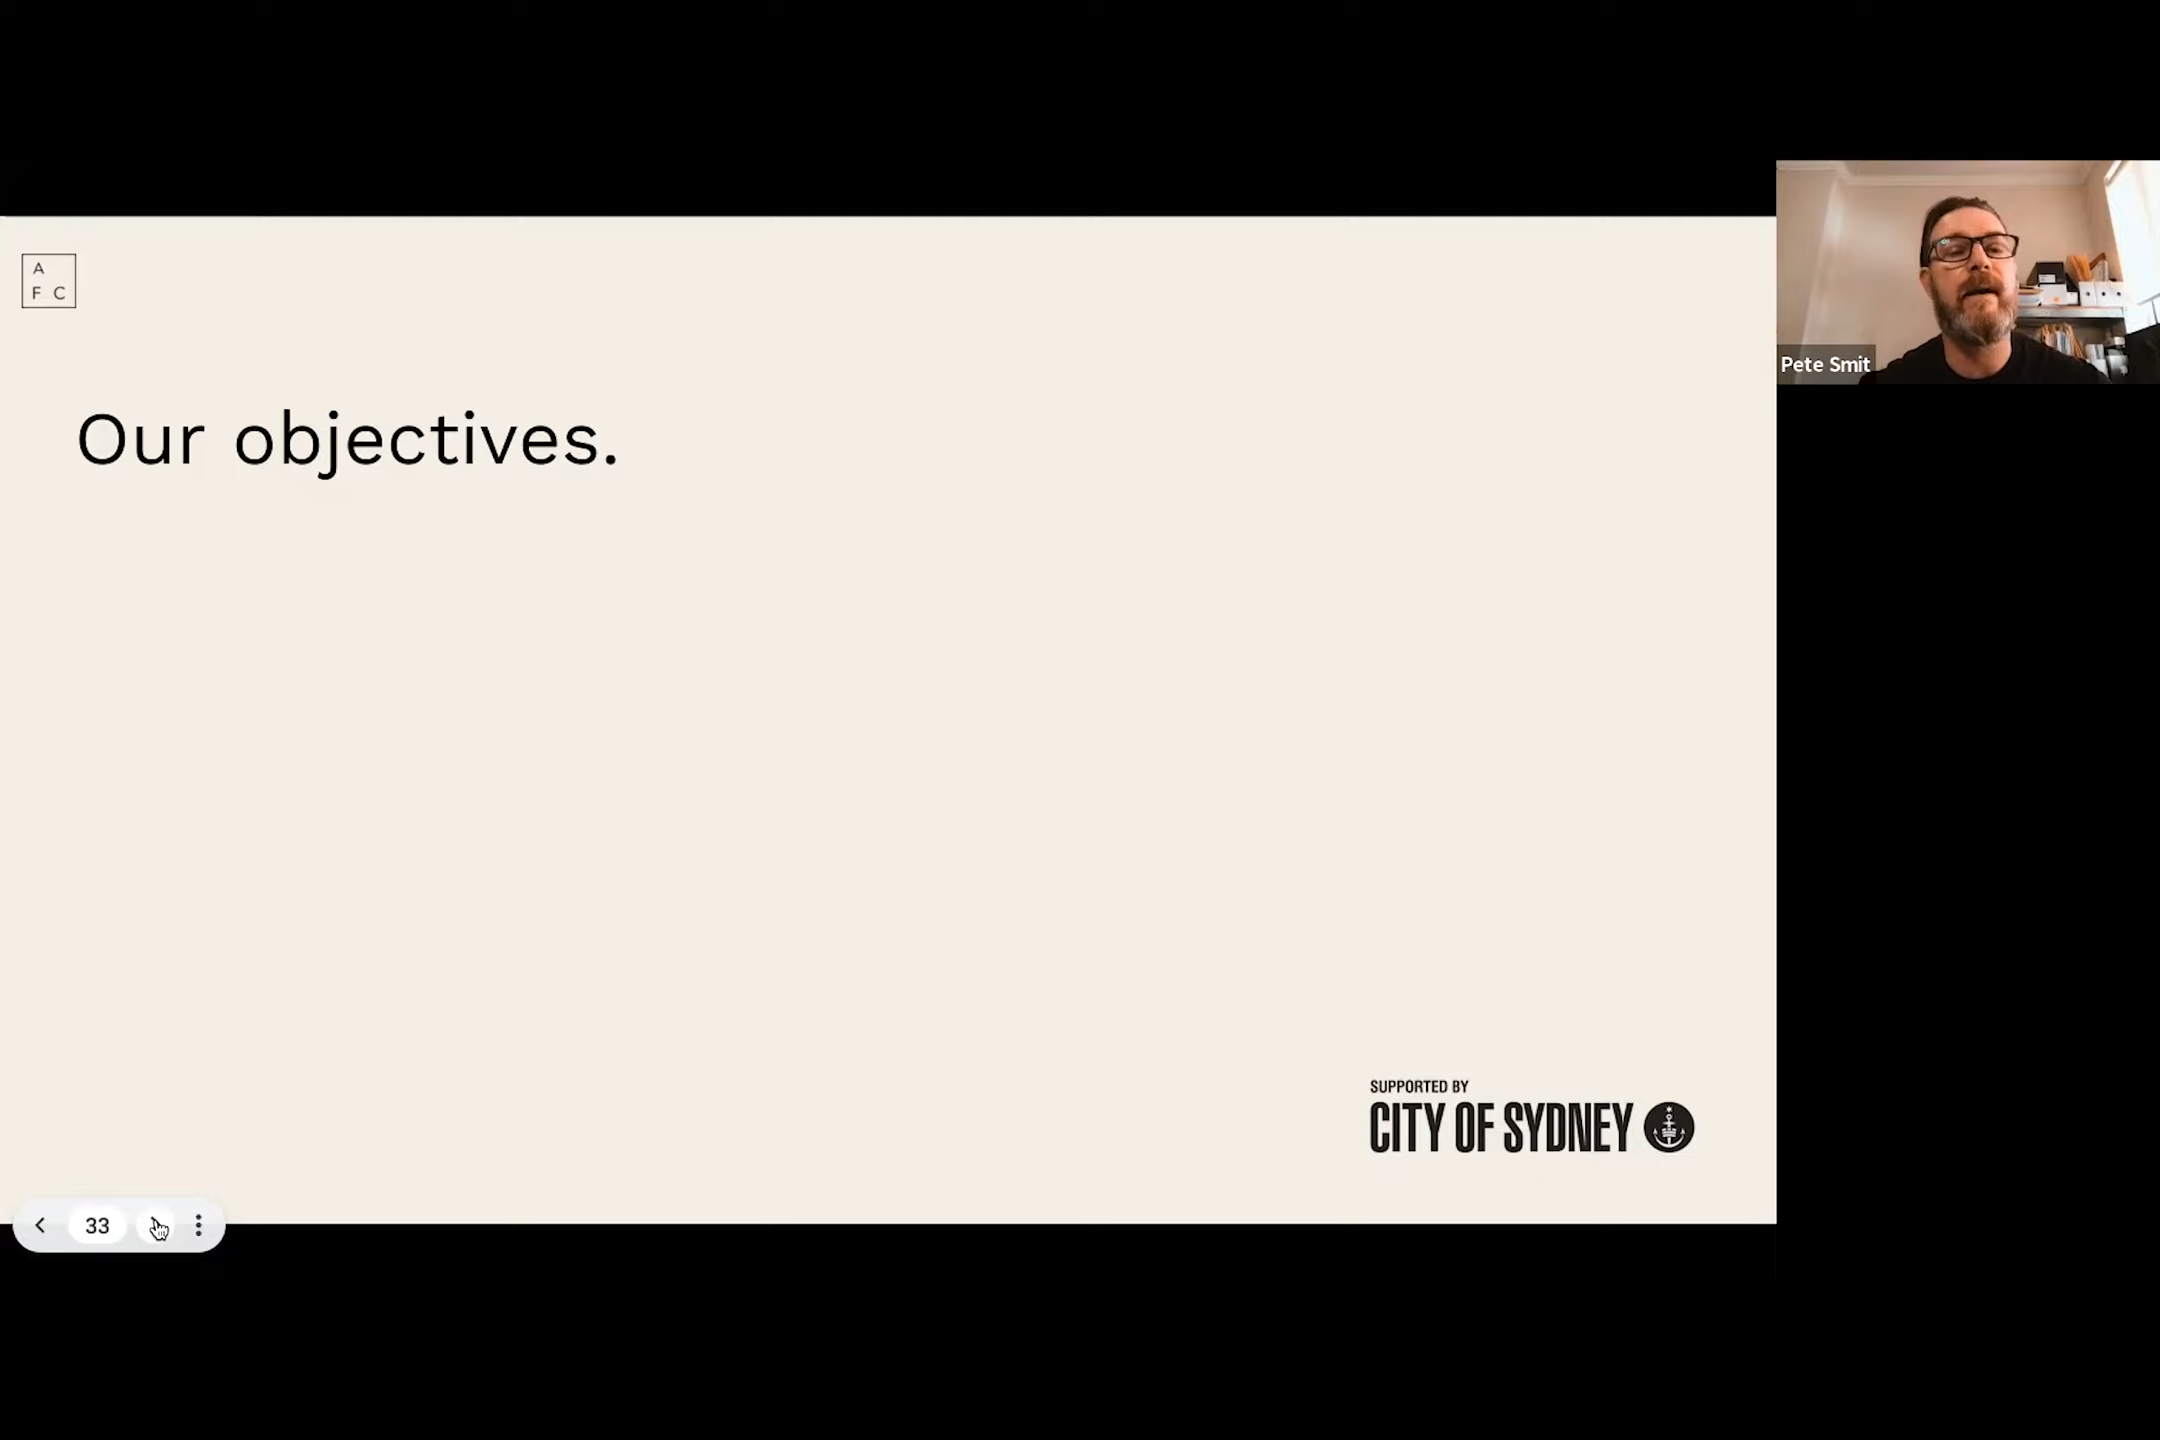 A
F C
Pete Smit
Our objectives.
SUPPORTED BY
CITY OF SYDNEY
33